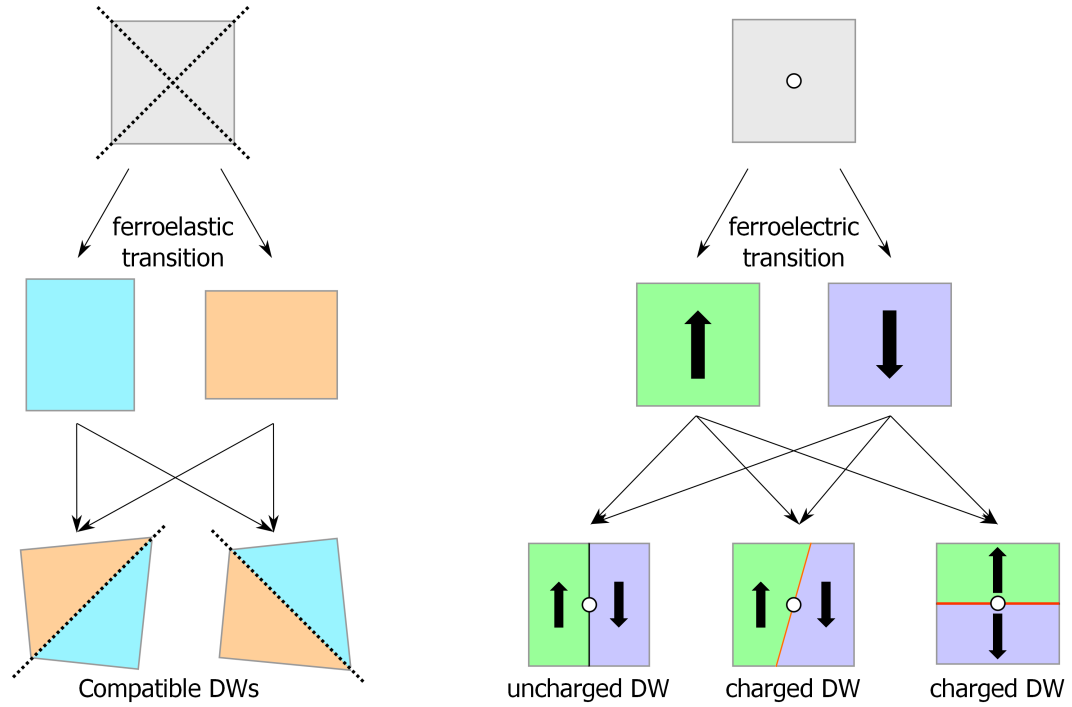 ferroelastic
transition
ferroelectric
transition
Compatible DWs
uncharged DW
charged DW
charged DW